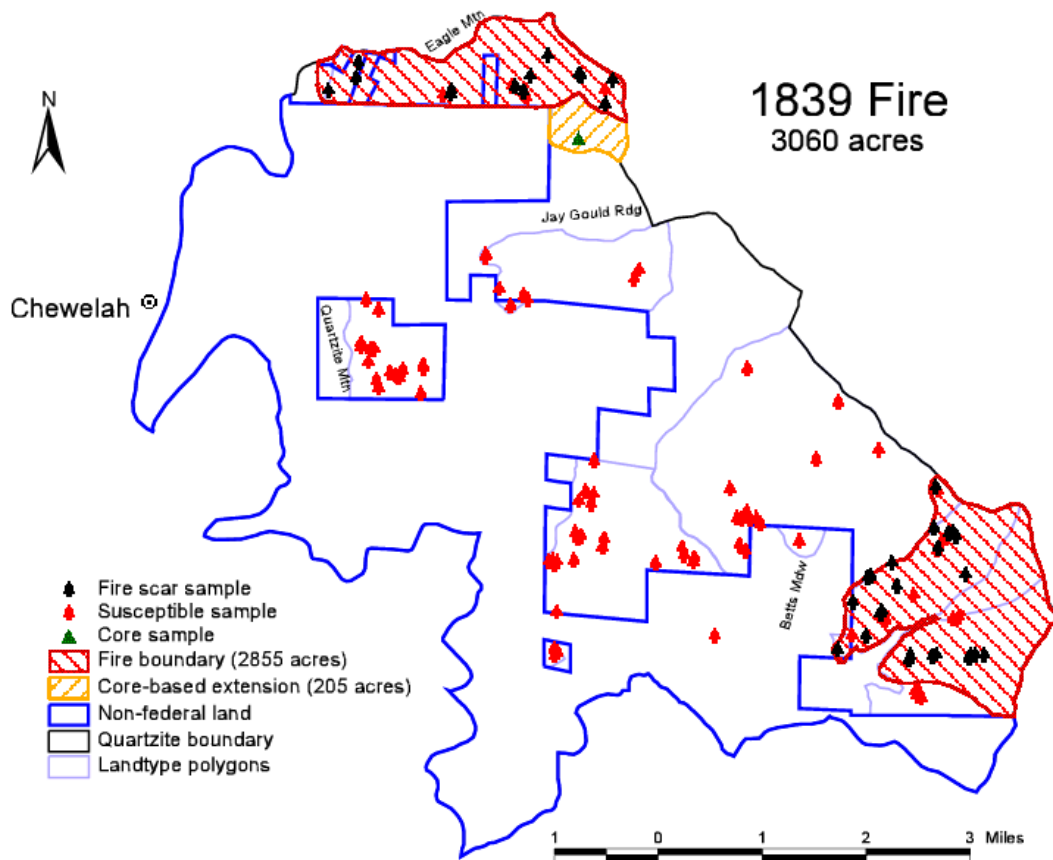 Eagle Mtn
1839 Fire
3060 acres
N
Jay Gould Rdg
Chewelah
Quartzite Mtn
Betts Mdw
Fire scar sample
Susceptible sample
Core sample
Fire boundary (2855 acres)
Core-based extension (205 acres)
Non-federal land
Quartzite boundary
Landtype polygons
1 0 1 2 3 Miles